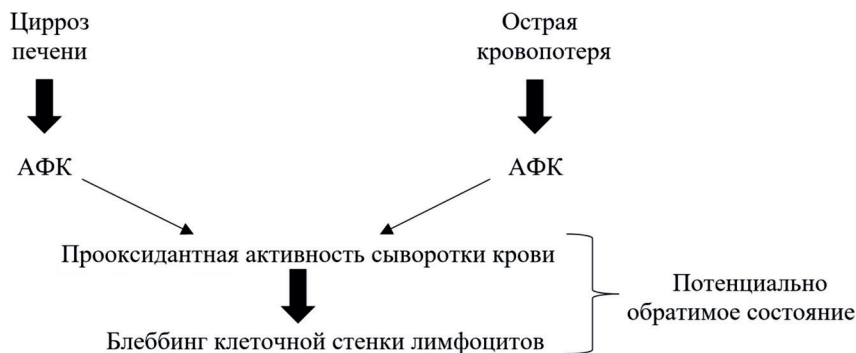 Цирроз
печени
Острая
кровопотеря
АФК
АФК
Прооксидантная активность сыворотки крови
Блеббинг клеточной стенки лимфоцитов
Потенциально
обратимое состояние